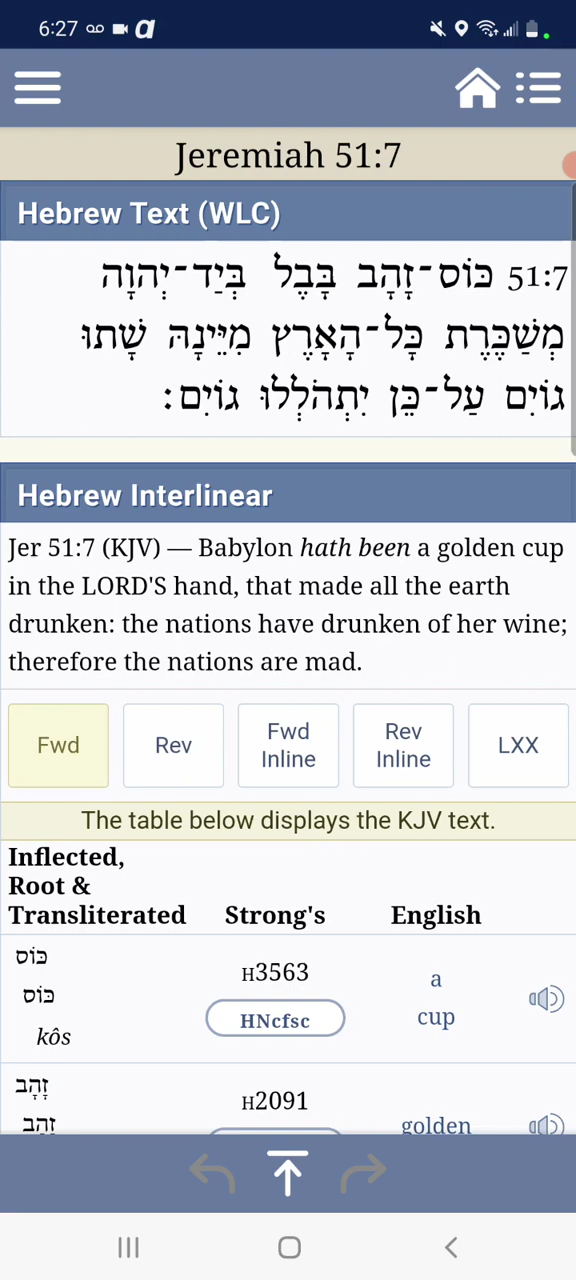 6:27
Jeremiah 51:7
Hebrew Text (WLC)
51:7 כּוֹס־זָהָב בָּבֶל בְּיַד־יְהוָה
מְשַׁכֶּרֶת כָּל־הָאָרֶץ מִיֵּינָהּ שָׁתוּ
גוֹיִם עַל־כֵּן יִתְהֹלְלוּ גוֹיִם׃
Hebrew Interlinear
Jer 51:7 (KJV) — Babylon hath been a golden cup
in the LORD'S hand, that made all the earth
drunken: the nations have drunken of her wine;
therefore the nations are mad.
Fwd Rev Fwd Inline Rev Inline LXX
The table below displays the KJV text.
Inflected,
Root &
Transliterated Strong's English
כּוֹס
כּוֹס
kôs
H3563
HNcfsc
a
cup
זָהָב
זָהָב
H2091
golden